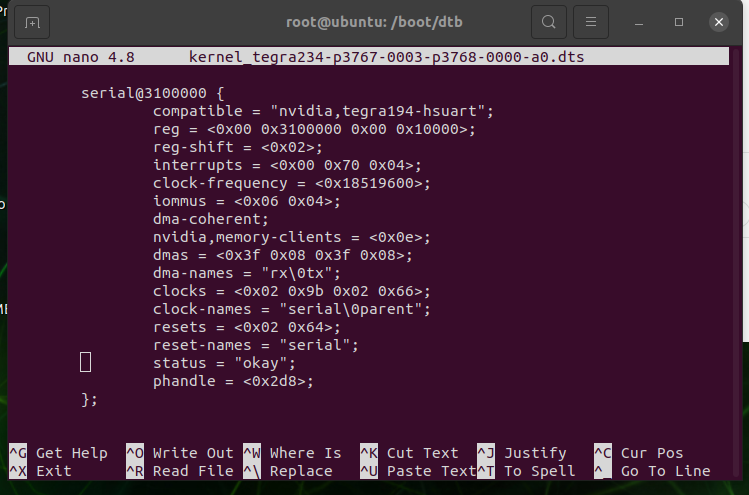 root@ubuntu: /boot/dtb
GNU nano 4.8 kernel_tegra234-p3767-0003-p3768-0000-a0.dts
serial@3100000 {
compatible = "nvidia,tegra194-hsuart";
reg = <0x00 0x3100000 0x00 0x10000>;
reg-shift = <0x02>;
interrupts = <0x00 0x70 0x04>;
clock-frequency = <0x18519600>;
iommus = <0x06 0x04>;
dma-coherent;
nvidia,memory-clients = <0x0e>;
dmas = <0x3f 0x08 0x3f 0x08>;
dma-names = "rx\0tx";
clocks = <0x02 0x9b 0x02 0x66>;
clock-names = "serial\0parent";
resets = <0x02 0x64>;
reset-names = "serial";
status = "okay";
phandle = <0x2d8>;
};
^G Get Help ^O Write Out ^W Where Is ^K Cut Text ^J Justify ^C Cur Pos
^X Exit ^R Read File ^\ Replace ^U Paste Text ^T To Spell ^_ Go To Line